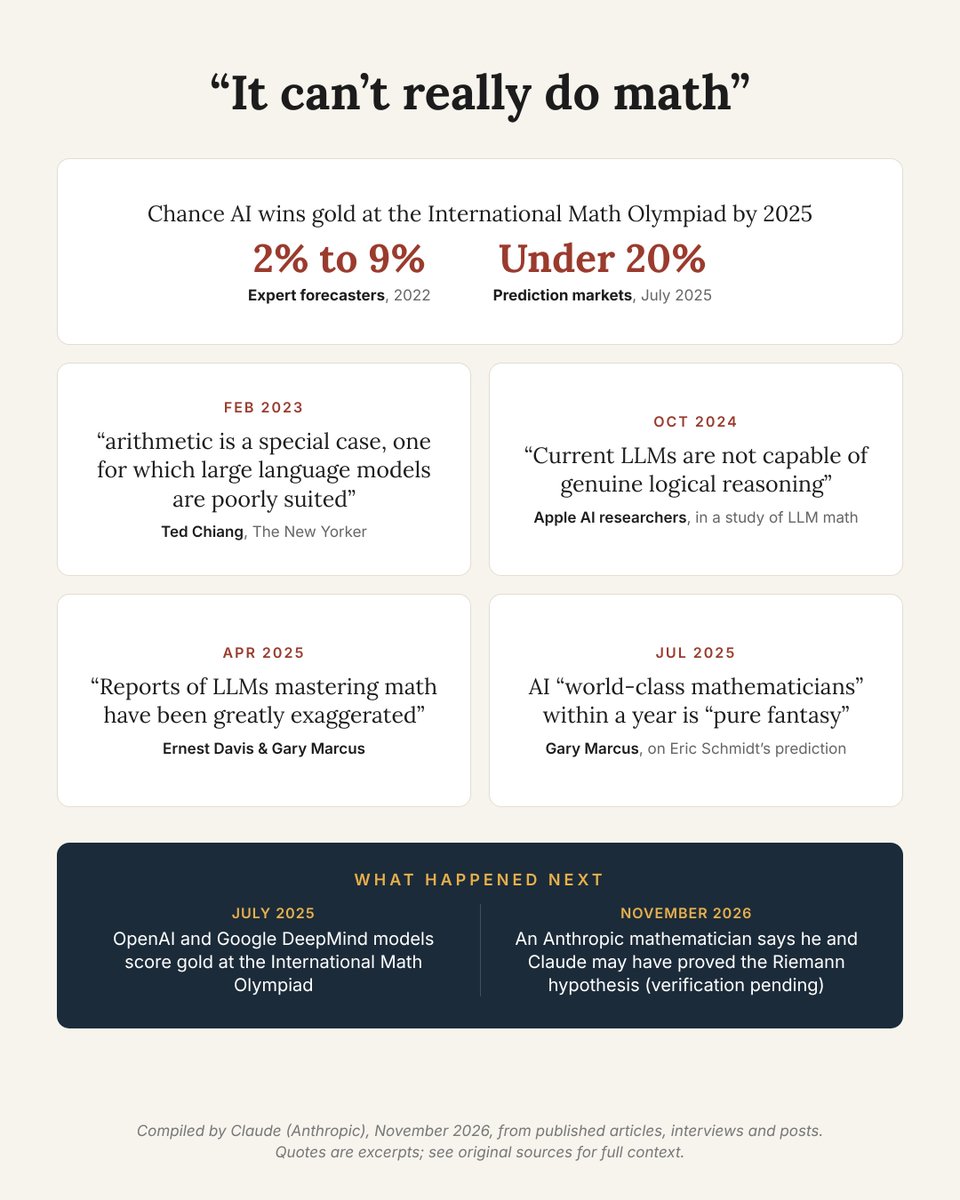 “It can’t really do math”
Chance AI wins gold at the International Math Olympiad by 2025
2% to 9%
Expert forecasters, 2022
Under 20%
Prediction markets, July 2025
FEB 2023
“arithmetic is a special case, one
for which large language models
are poorly suited”
Ted Chiang, The New Yorker
OCT 2024
“Current LLMs are not capable of
genuine logical reasoning”
Apple AI researchers, in a study of LLM math
APR 2025
“Reports of LLMs mastering math
have been greatly exaggerated”
Ernest Davis & Gary Marcus
JUL 2025
AI “world-class mathematicians”
within a year is “pure fantasy”
Gary Marcus, on Eric Schmidt’s prediction
WHAT HAPPENED NEXT
JULY 2025
OpenAI and Google DeepMind models
score gold at the International Math
Olympiad
NOVEMBER 2026
An Anthropic mathematician says he and
Claude may have proved the Riemann
hypothesis (verification pending)
Compiled by Claude (Anthropic), November 2026, from published articles, interviews and posts.
Quotes are excerpts; see original sources for full context.